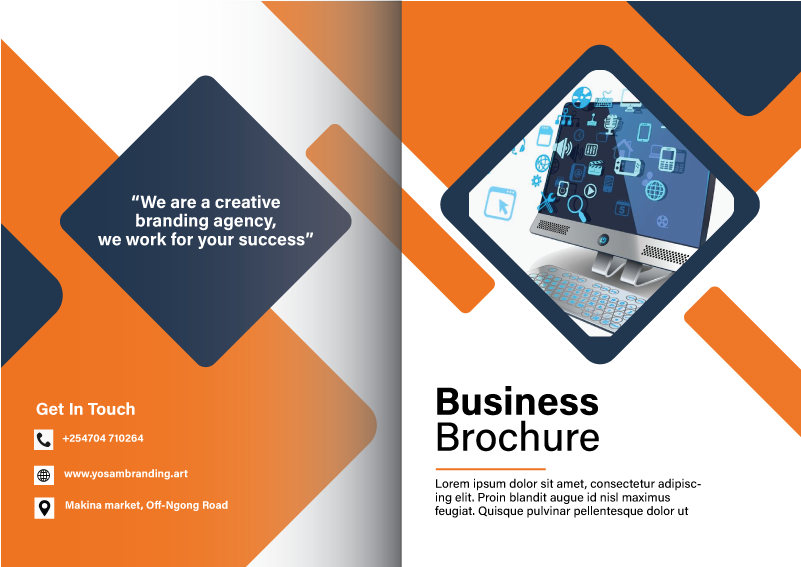 “We are a creative
branding agency,
we work for your success”
Get In Touch
+254704 710264
www.yosambranding.art
Makina market, Off-Ngong Road
Business
Brochure
Lorem ipsum dolor sit amet, consectetur adipisc-
ing elit. Proin blandit augue id nisl maximus
feugiat. Quisque pulvinar pellentesque dolor ut